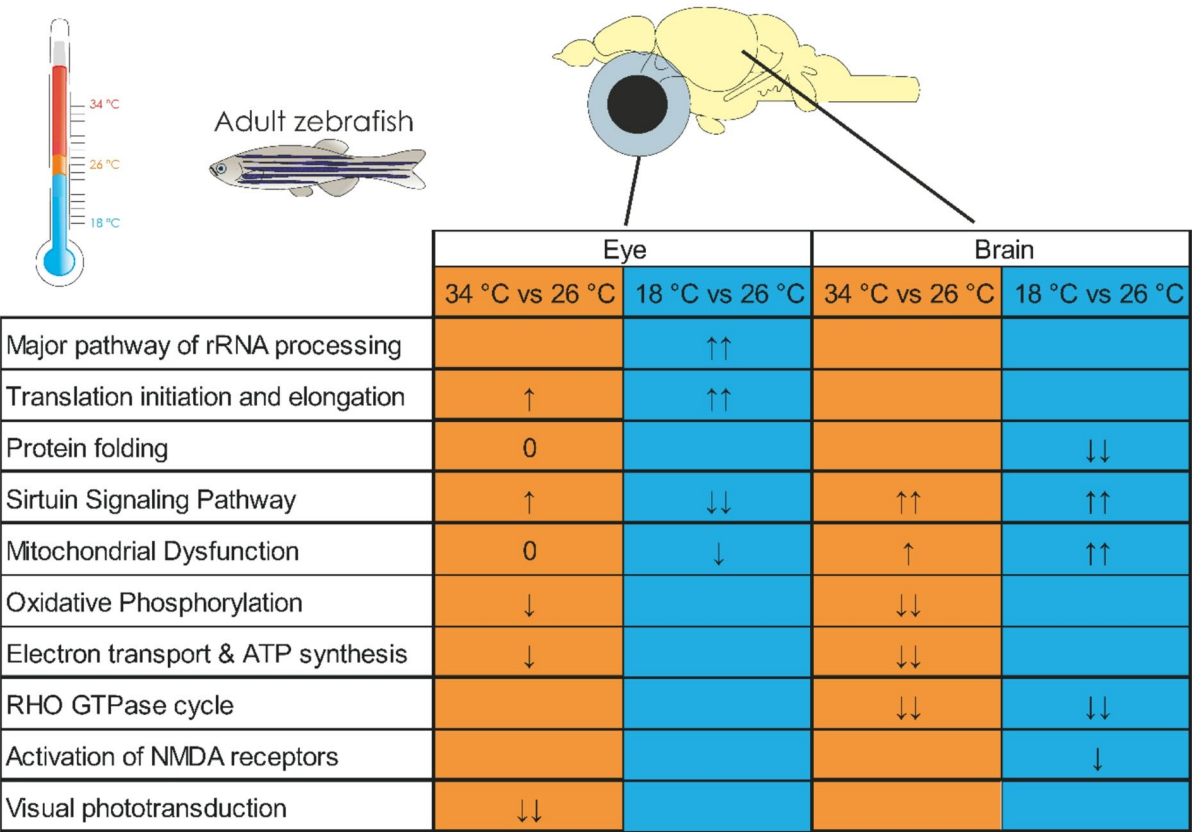 34 °C
26 °C
18 °C
Adult zebrafish
Eye Brain
34 °C vs 26 °C 18 °C vs 26 °C 34 °C vs 26 °C 18 °C vs 26 °C
Major pathway of rRNA processing ↑↑
Translation initiation and elongation ↑ ↑↑
Protein folding 0 ↓↓
Sirtuin Signaling Pathway ↑ ↓↓ ↑↑ ↑↑
Mitochondrial Dysfunction 0 ↓ ↑ ↑↑
Oxidative Phosphorylation ↓ ↓↓
Electron transport & ATP synthesis ↓ ↓↓
RHO GTPase cycle ↓↓ ↓↓
Activation of NMDA receptors ↓
Visual phototransduction ↓↓